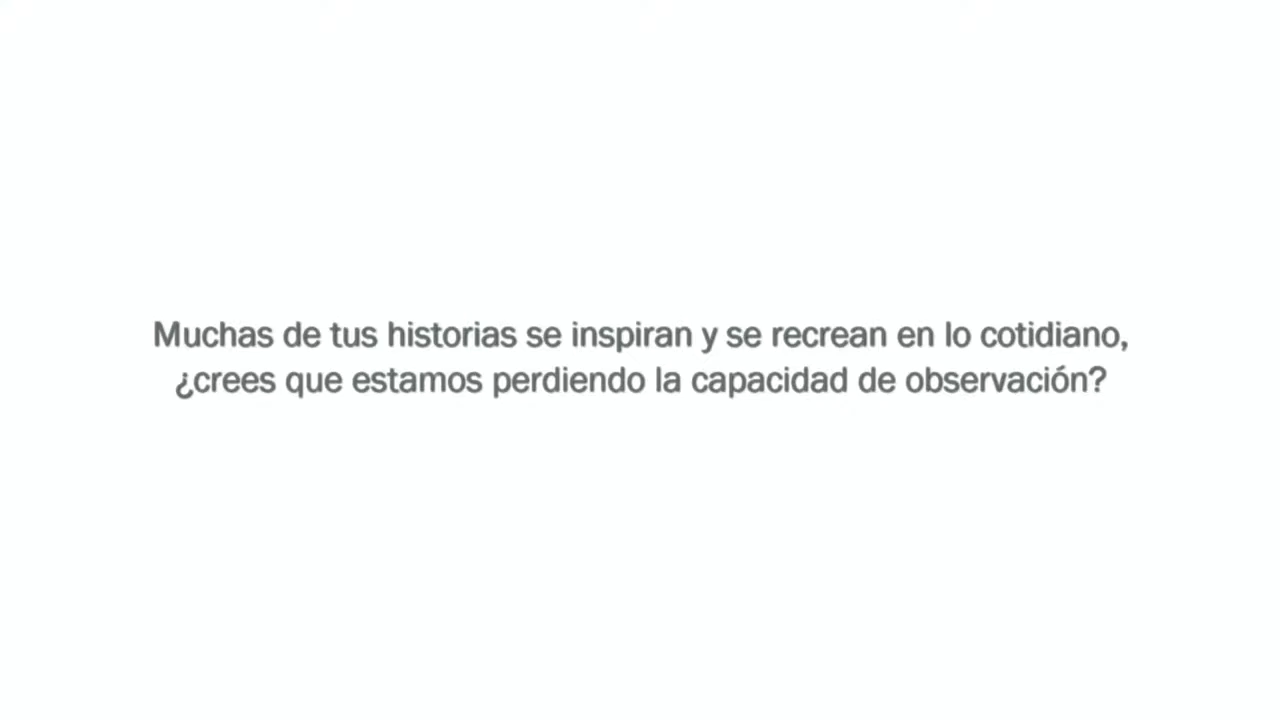 Muchas de tus historias se inspiran y se recrean en lo cotidiano,
¿crees que estamos perdiendo la capacidad de observación?